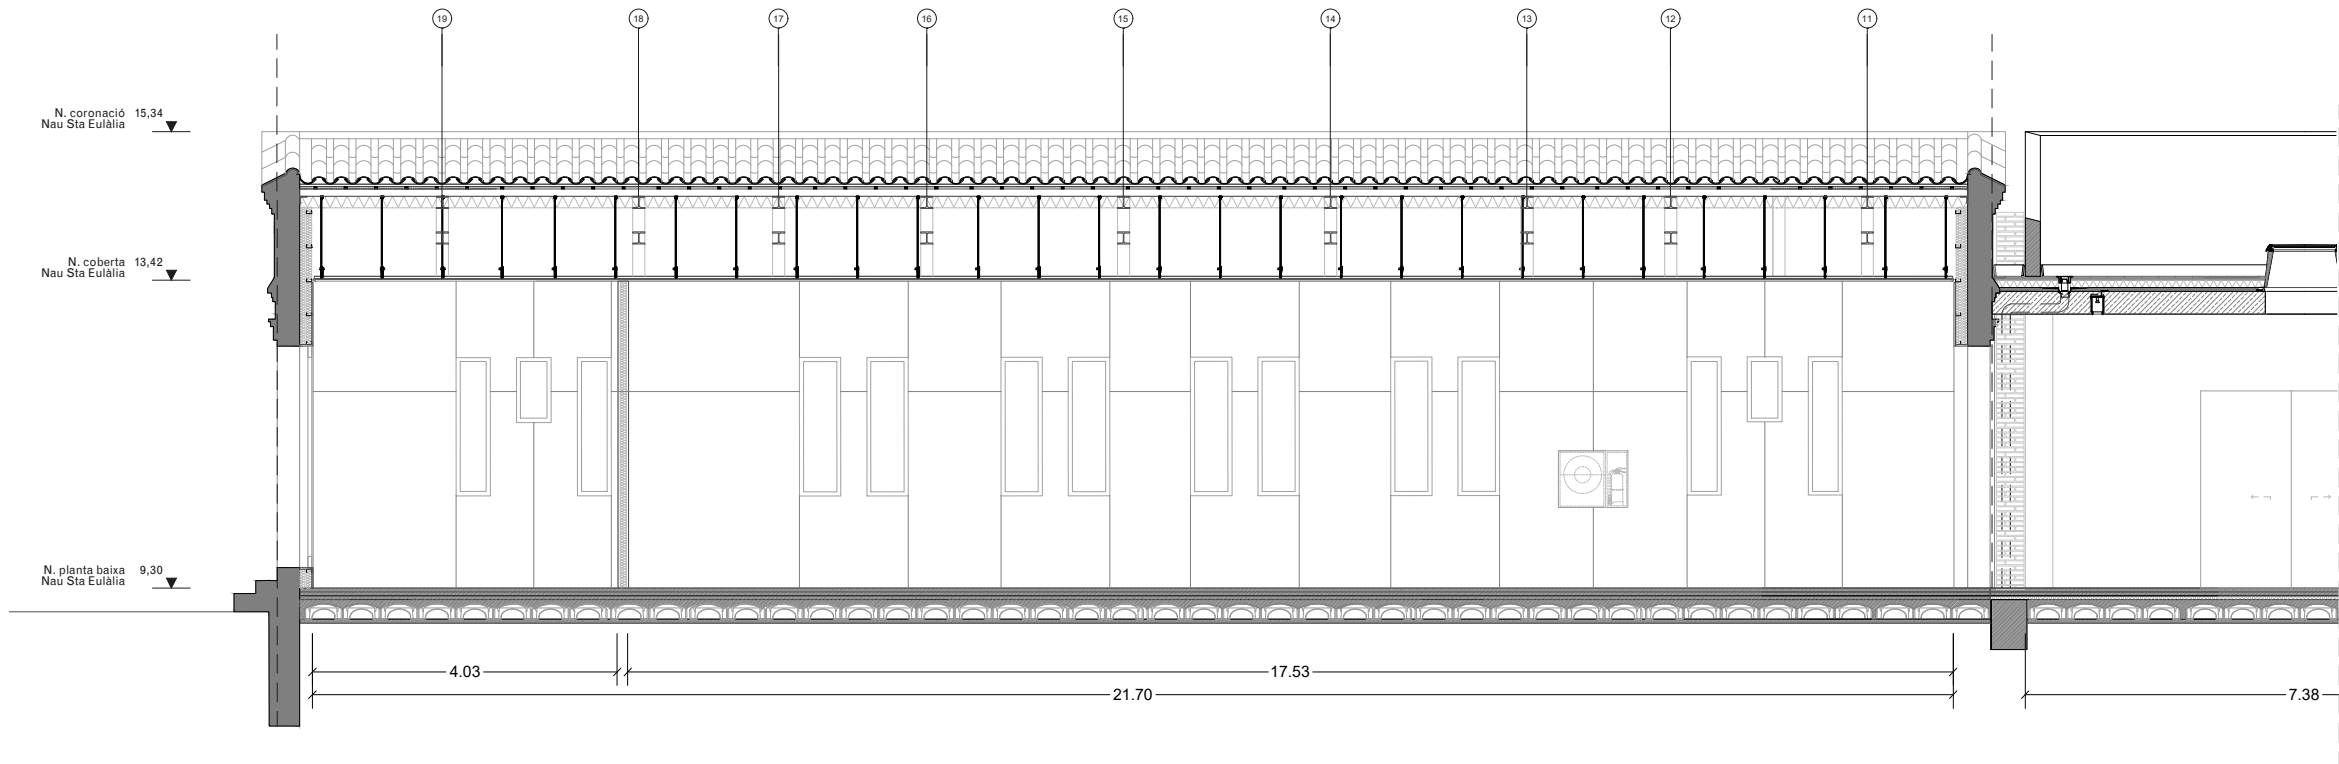 19 18 17 16 15 14 13 12 11
N. coronació 15,34
Nau Sta Eulàlia
N. coberta 13,42
Nau Sta Eulàlia
N. planta baixa 9,30
Nau Sta Eulàlia
4.03 17.53
21.70 7.38